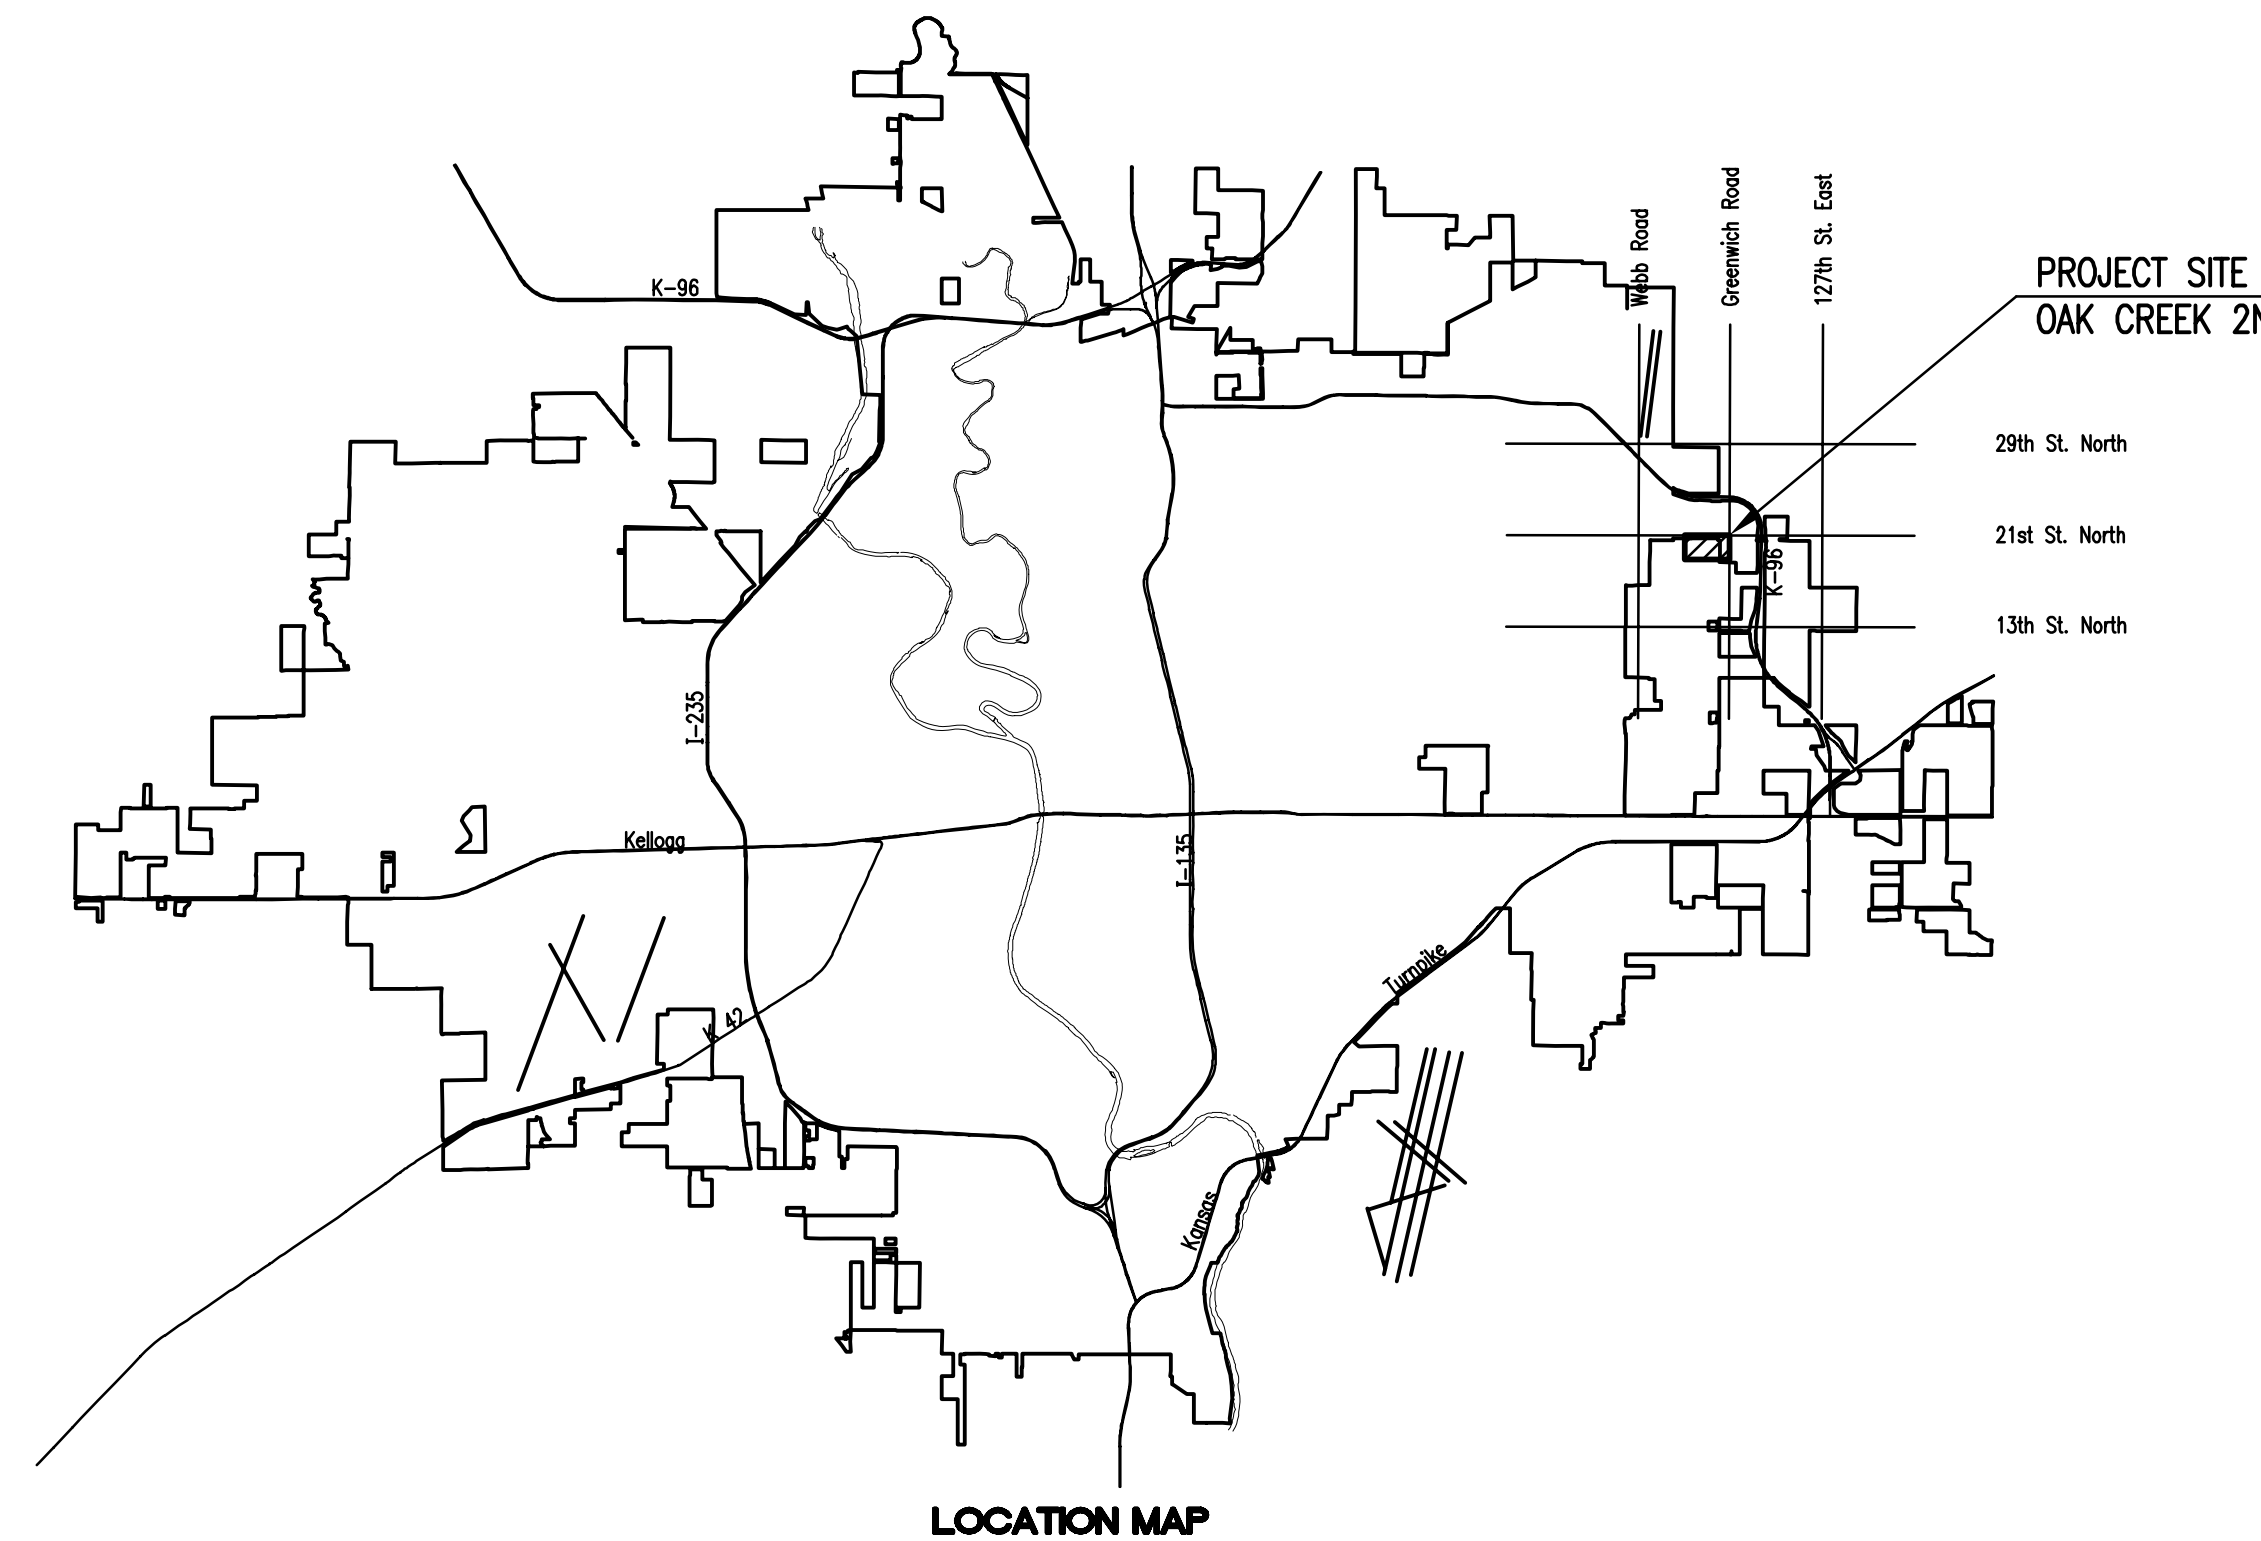 Webb Road
Greenwich Road
127th St. East
PROJECT SITE
OAK CREEK
K-96
29th St. North
21st St. North
K-96
13th St. North
I-235
Kellogg
I-135
Turnpike
K 42
Kansas
LOCATION MAP